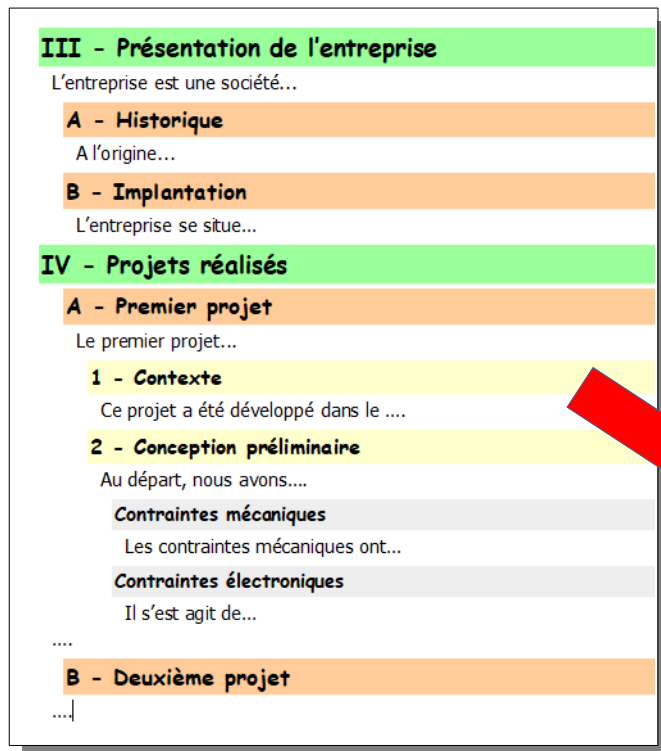 III - Présentation de l'entreprise
L'entreprise est une société...
A - Historique
A l'origine...
B - Implantation
L'entreprise se situe...
IV - Projets réalisés
A - Premier projet
Le premier projet...
1 - Contexte
Ce projet a été développé dans le ....
2 - Conception préliminaire
Au départ, nous avons....
Contraintes mécaniques
Les contraintes mécaniques ont...
Contraintes électroniques
Il s'est agit de...
....
B - Deuxième projet
....